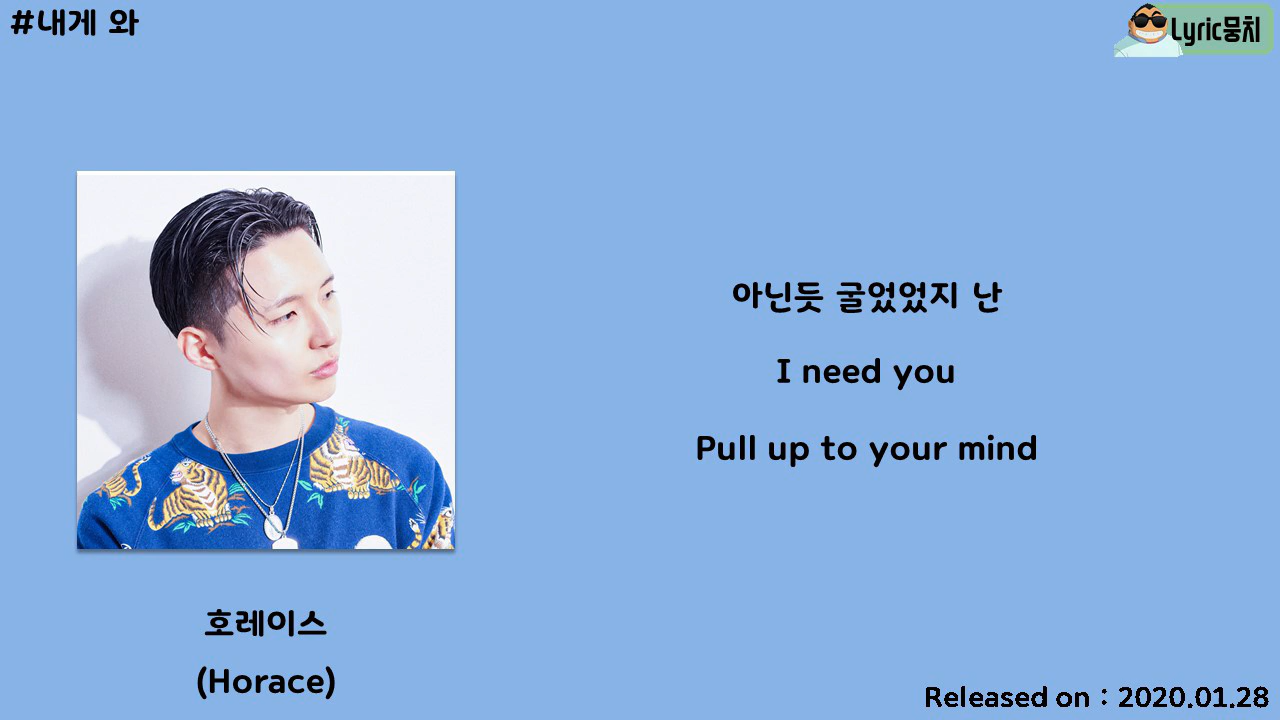 #내게 와
Lyric뭉치
아닌듯 굴었었지 난
I need you
Pull up to your mind
호레이스
(Horace)
Released on : 2020.01.28